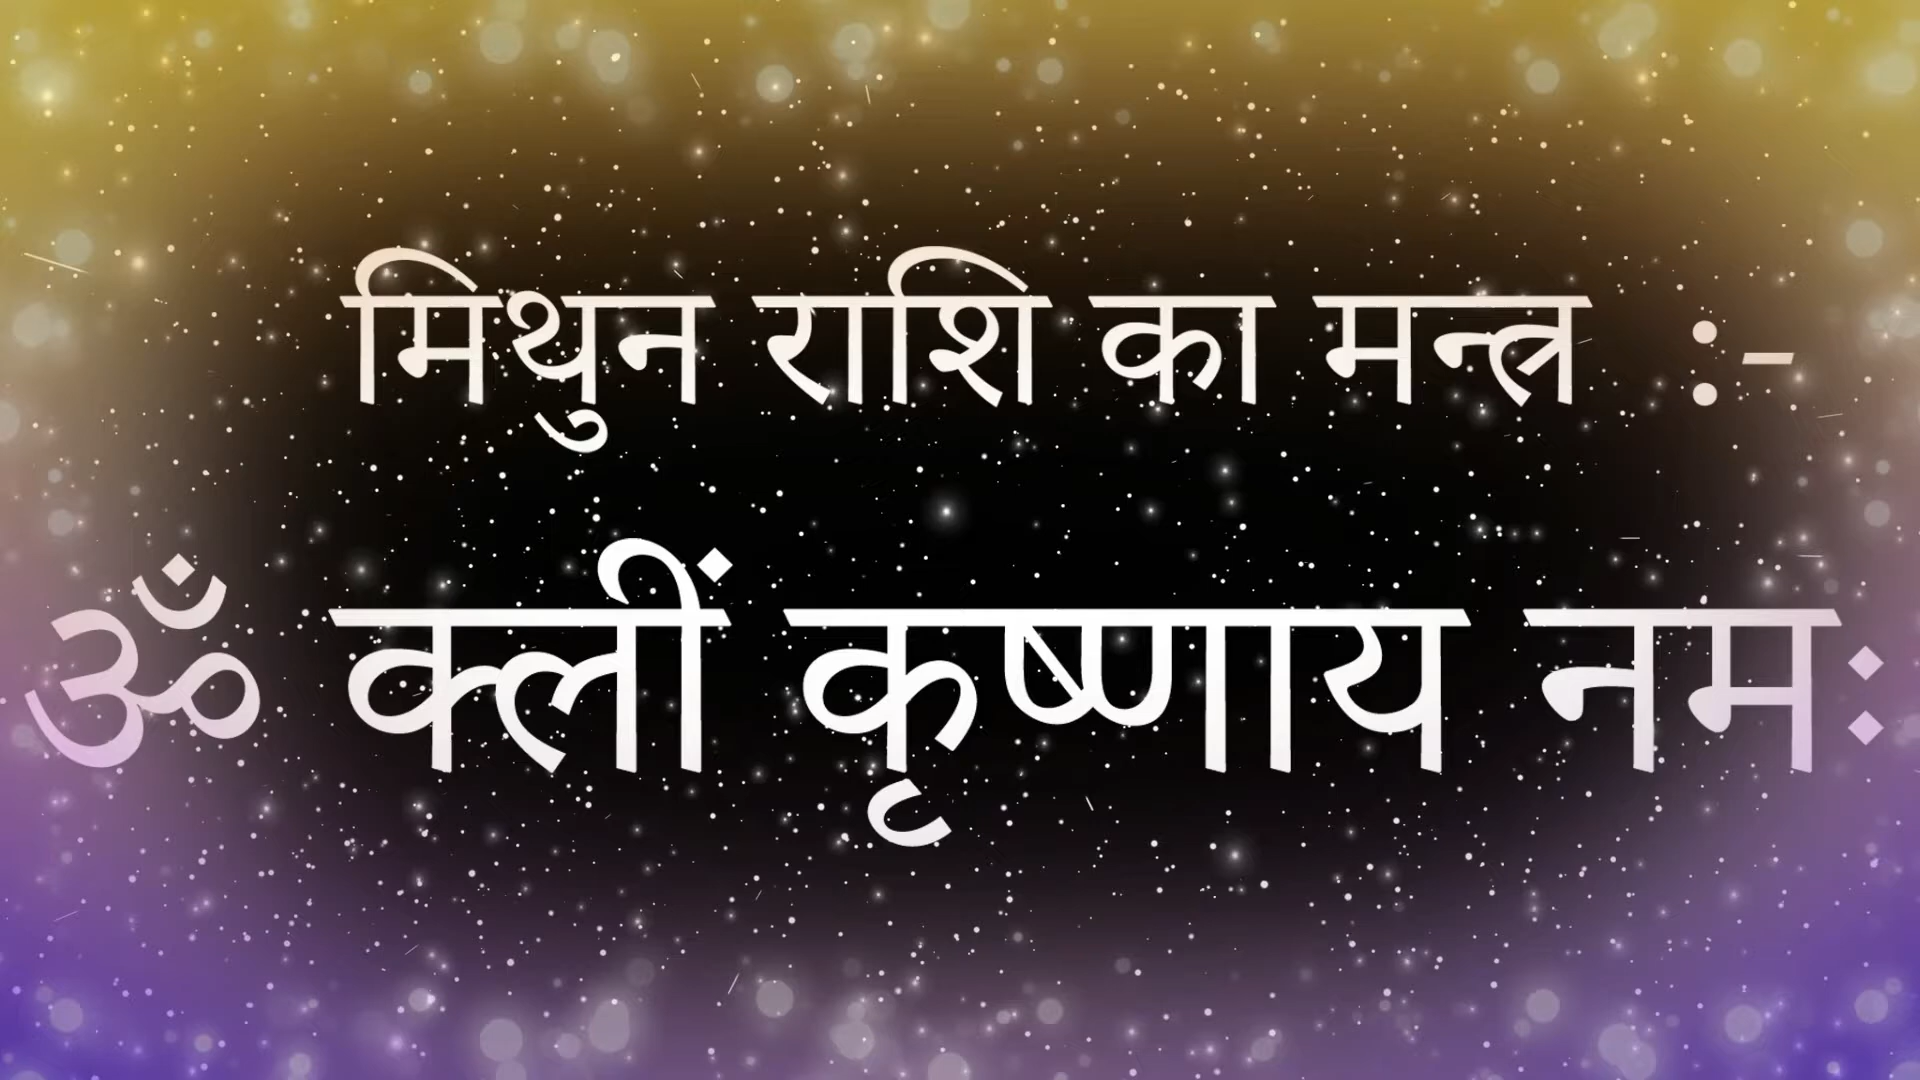 मिथुन राशि का मन्त्र :-
ॐ क्लीं कृष्णाय नमः